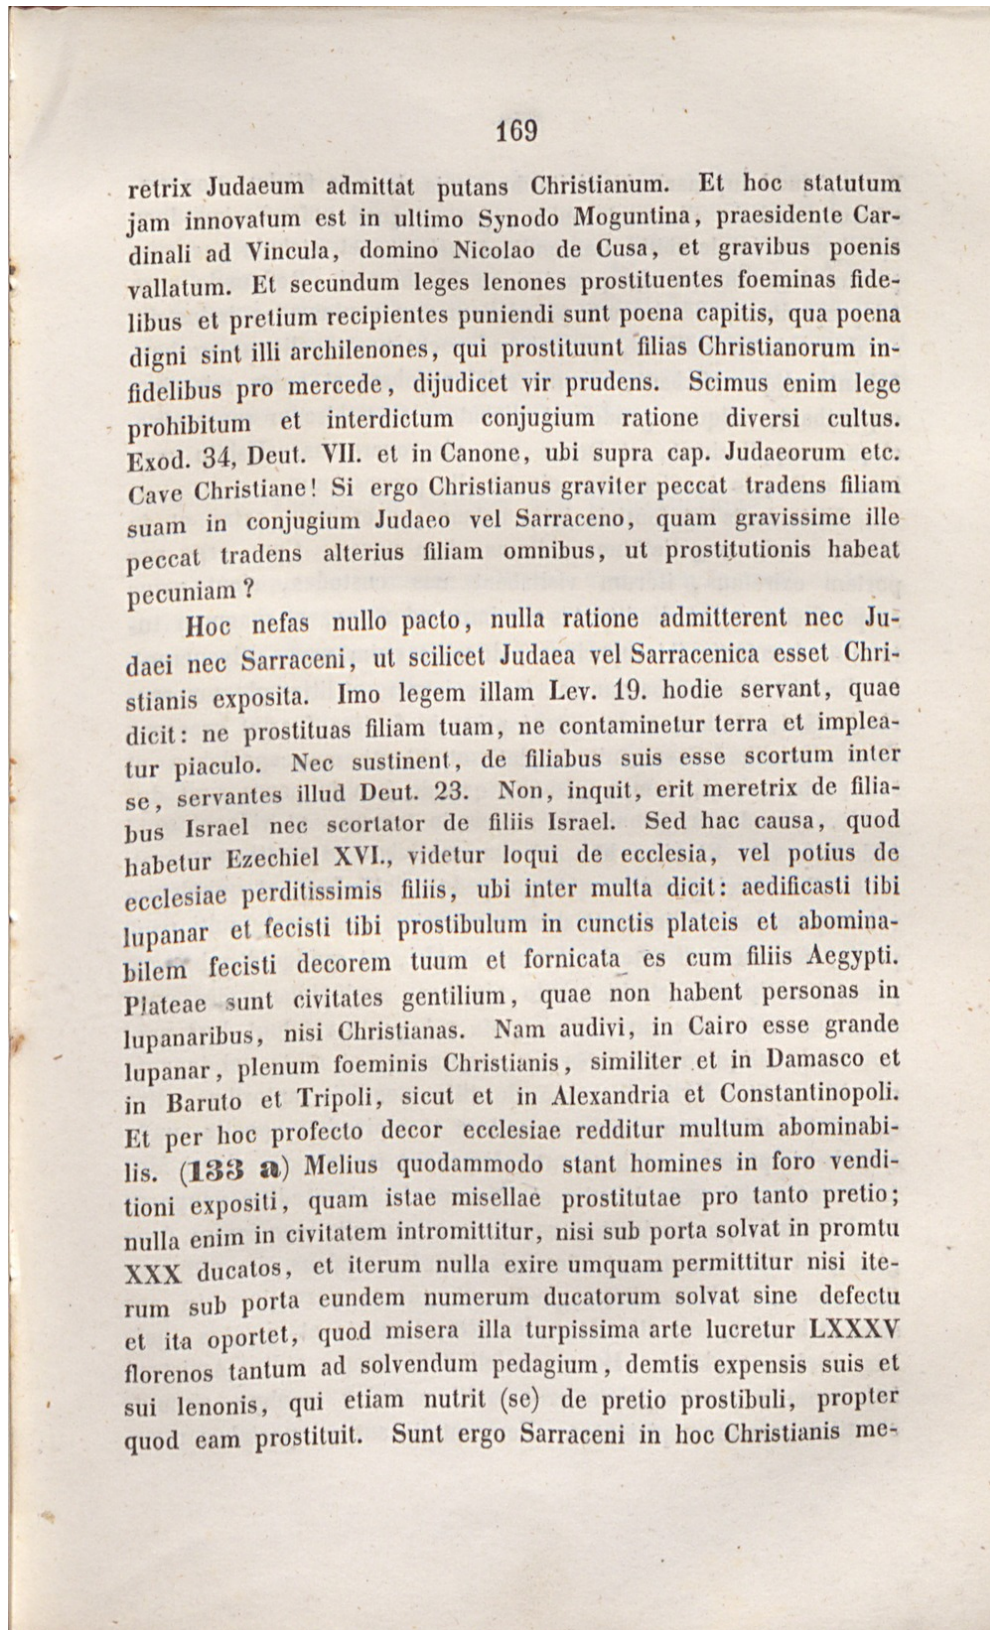 169
retrix Judaeum admittat putans Christianum. Et hoc statutum
jam innovatum est in ultimo Synodo Moguntina, praesidente Car-
dinali ad Vincula, domino Nicolao de Cusa, et gravibus poenis
vallatum. Et secundum leges lenones prostituentes foeminas fide-
libus et pretium recipientes puniendi sunt poena capitis, qua poena
digni sint illi archilenones, qui prostituunt filias Christianorum in-
fidelibus pro mercede, dijudicet vir prudens. Scimus enim lege
prohibitum et interdictum conjugium ratione diversi cultus.
Exod. 34, Deut. VII. et in Canone, ubi supra cap. Judaeorum etc.
Cave Christiane! Si ergo Christianus graviter peccat tradens filiam
suam in conjugium Judaeo vel Sarraceno, quam gravissime ille
peccat tradens alterius filiam omnibus, ut prostitutionis habeat
pecuniam?
Hoc nefas nullo pacto, nulla ratione admitterent nec Ju-
daei nec Sarraceni, ut scilicet Judaea vel Sarracenica esset Chri-
stianis exposita. Imo legem illam Lev. 19. hodie servant, quae
dicit: ne prostituas filiam tuam, ne contaminetur terra et implea-
tur piaculo. Nec sustinent, de filiabus suis esse scortum inter
se, servantes illud Deut. 23. Non, inquit, erit meretrix de filia-
bus Israel nec scortator de filiis Israel. Sed hac causa, quod
habetur Ezechiel XVI., videtur loqui de ecclesia, vel potius de
ecclesiae perditissimis filiis, ubi inter multa dicit: aedificasti tibi
lupanar et fecisti tibi prostibulum in cunctis plateis et abomina-
bilem fecisti decorem tuum et fornicata es cum filiis Aegypti.
Plateae sunt civitates gentilium, quae non habent personas in
lupanaribus, nisi Christianas. Nam audivi, in Cairo esse grande
lupanar, plenum foeminis Christianis, similiter et in Damasco et
in Baruto et Tripoli, sicut et in Alexandria et Constantinopoli.
Et per hoc profecto decor ecclesiae redditur multum abominabi-
lis. (133 a) Melius quodammodo stant homines in foro vendi-
tioni expositi, quam istae misellae prostitutae pro tanto pretio;
nulla enim in civitatem intromittitur, nisi sub porta solvat in promtu
XXX ducatos, et iterum nulla exire umquam permittitur nisi ite-
rum sub porta eundem numerum ducatorum solvat sine defectu
et ita oportet, quod misera illa turpissima arte lucretur LXXXV
florenos tantum ad solvendum pedagium, demtis expensis suis et
sui lenonis, qui etiam nutrit (se) de pretio prostibuli, propter
quod eam prostituit. Sunt ergo Sarraceni in hoc Christianis me-